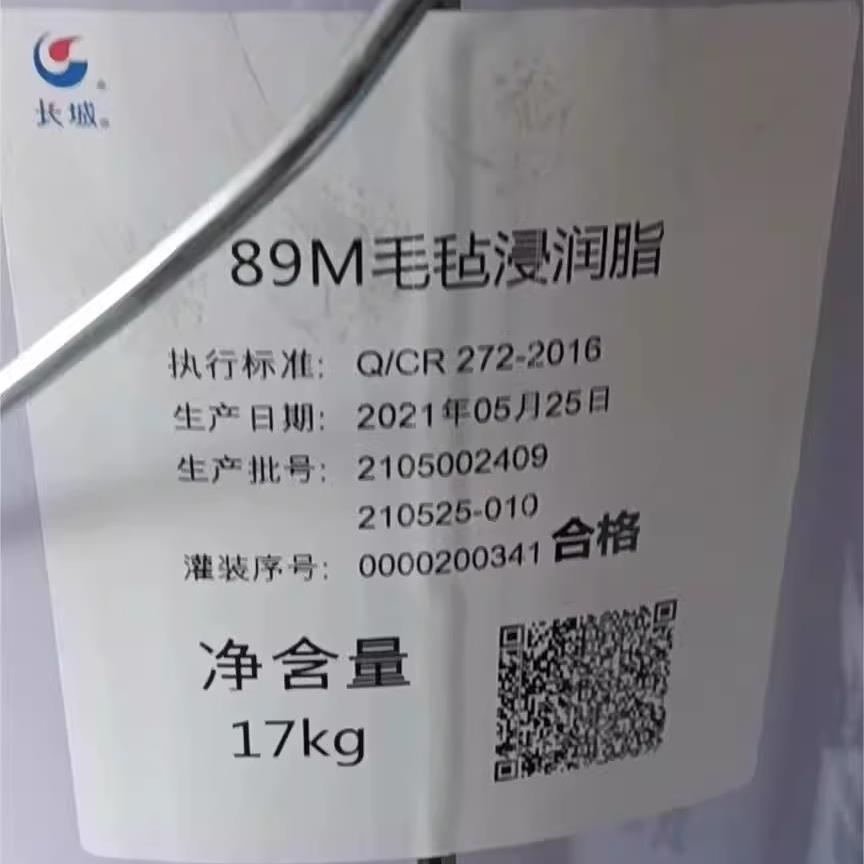 长城
89M毛毡浸润脂
执行标准: Q/CR 272-2016
生产日期: 2021年05月25日
生产批号: 2105002409
210525-010
灌装序号: 0000200341 合格
净含量
17kg